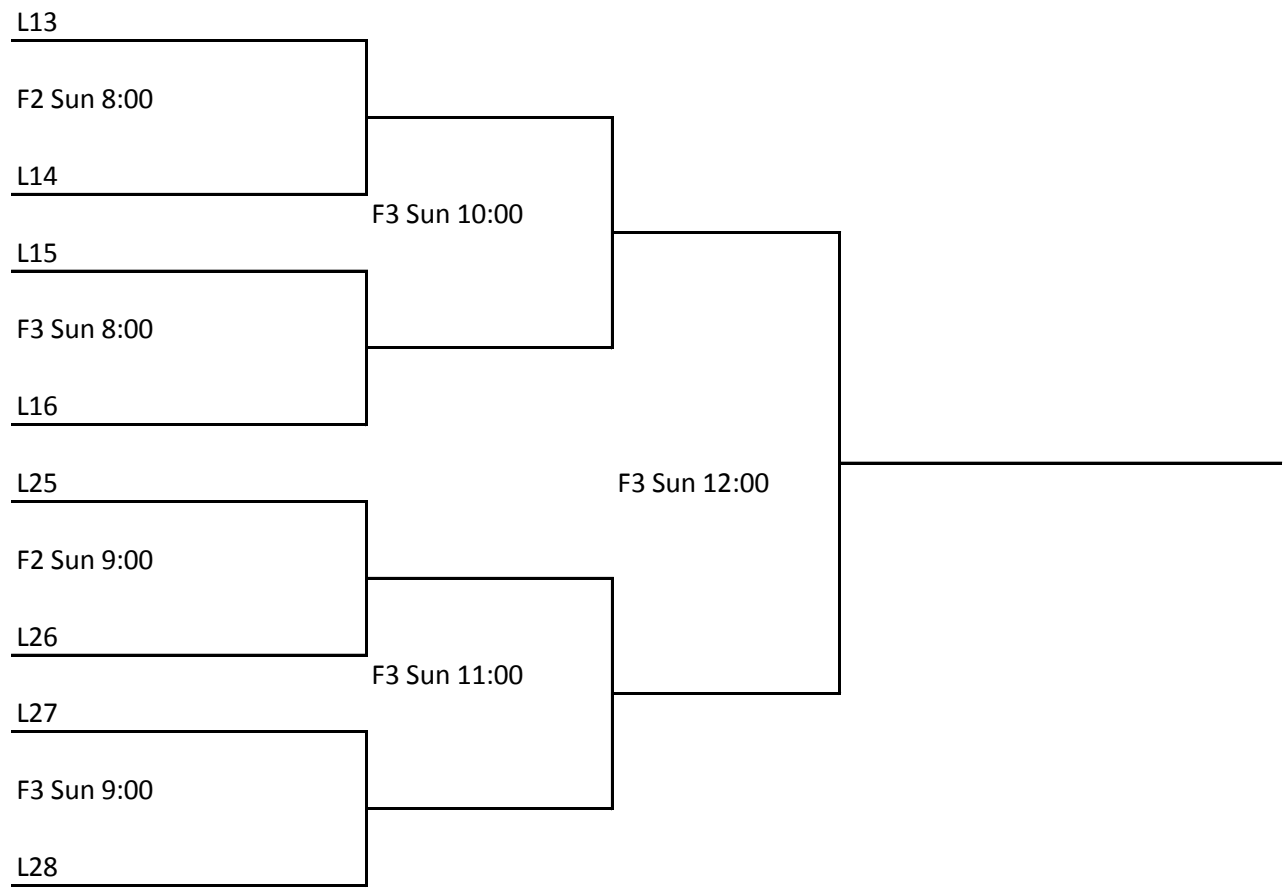 L13
F2 Sun 8:00
L14
F3 Sun 10:00
L15
F3 Sun 8:00
L16
L25
F3 Sun 12:00
F2 Sun 9:00
L26
F3 Sun 11:00
L27
F3 Sun 9:00
L28